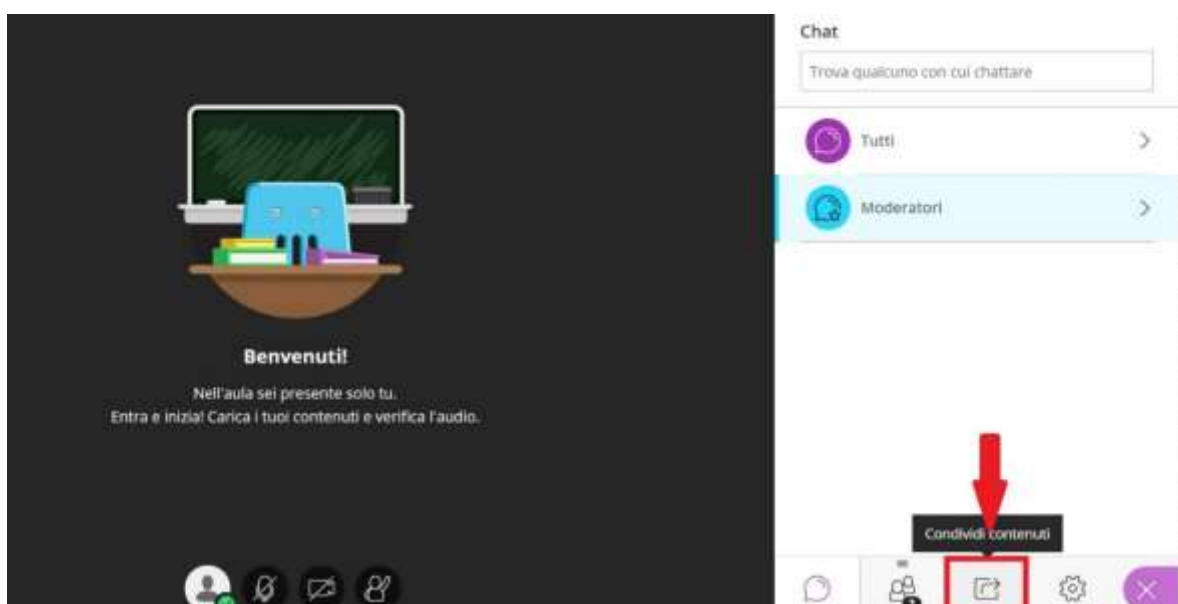 Chat
Trova qualcuno con cui chattare
Tutti
Moderatori
Benvenuti!
Nell'aula sei presente solo tu.
Entra e inizia! Carica i tuoi contenuti e verifica l'audio.
Condividi contenuti